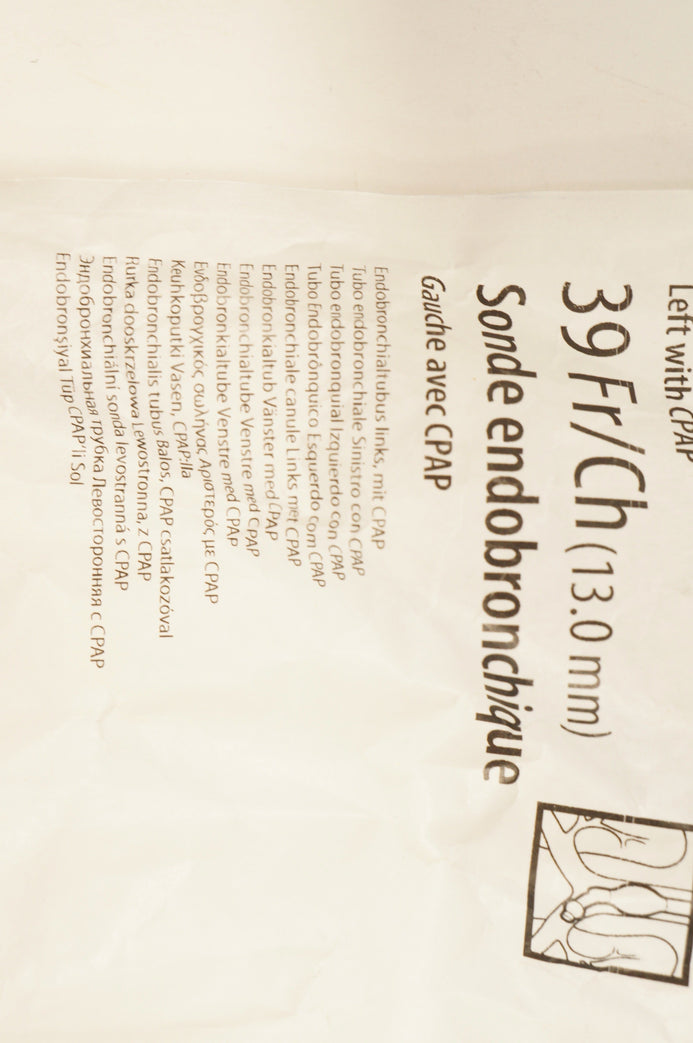 Left with CPAP
39 Fr/Ch (13.0 mm)
Sonde endobronchique
Gauche avec CPAP
Endobronchialtubus links, mit CPAP
Tubo endobronchiale Sinistro con CPAP
Tubo endobronquial Izquierdo con CPAP
Tubo Endobrônquico Esquerdo com CPAP
Endobronchiale canule Links met CPAP
Endobronkialtub Vänster med CPAP
Endobronchialtube Venstre med CPAP
Endobronkialtube Venstre med CPAP
Ενδοβρογχικός σωλήνας Αριστερός με CPAP
Keuhkoputki Vasen, CPAP:lla
Endobronchialis tubus Balos, CPAP csatlakozóval
Rurka dooskrzelowa Lewostronna, z CPAP
Endobronchiální sonda levostranná s CPAP
Эндобронхиальная трубка Левосторонняя с CPAP
Endobronşiyal Tüp CPAP'li Sol